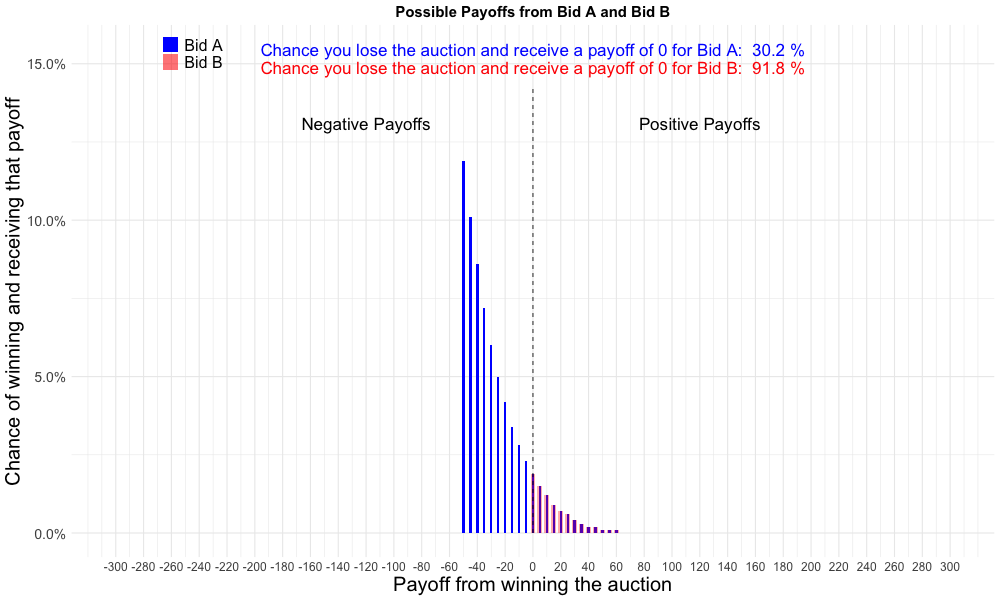 Possible Payoffs from Bid A and Bid B
Bid A
Bid B
Chance you lose the auction and receive a payoff of 0 for Bid A: 30.2 %
Chance you lose the auction and receive a payoff of 0 for Bid B: 91.8 %
Negative Payoffs
Positive Payoffs
Chance of winning and receiving that payoff
15.0%
10.0%
5.0%
0.0%
-300 -280 -260 -240 -220 -200 -180 -160 -140 -120 -100 -80 -60 -40 -20 0 20 40 60 80 100 120 140 160 180 200 220 240 260 280 300
Payoff from winning the auction